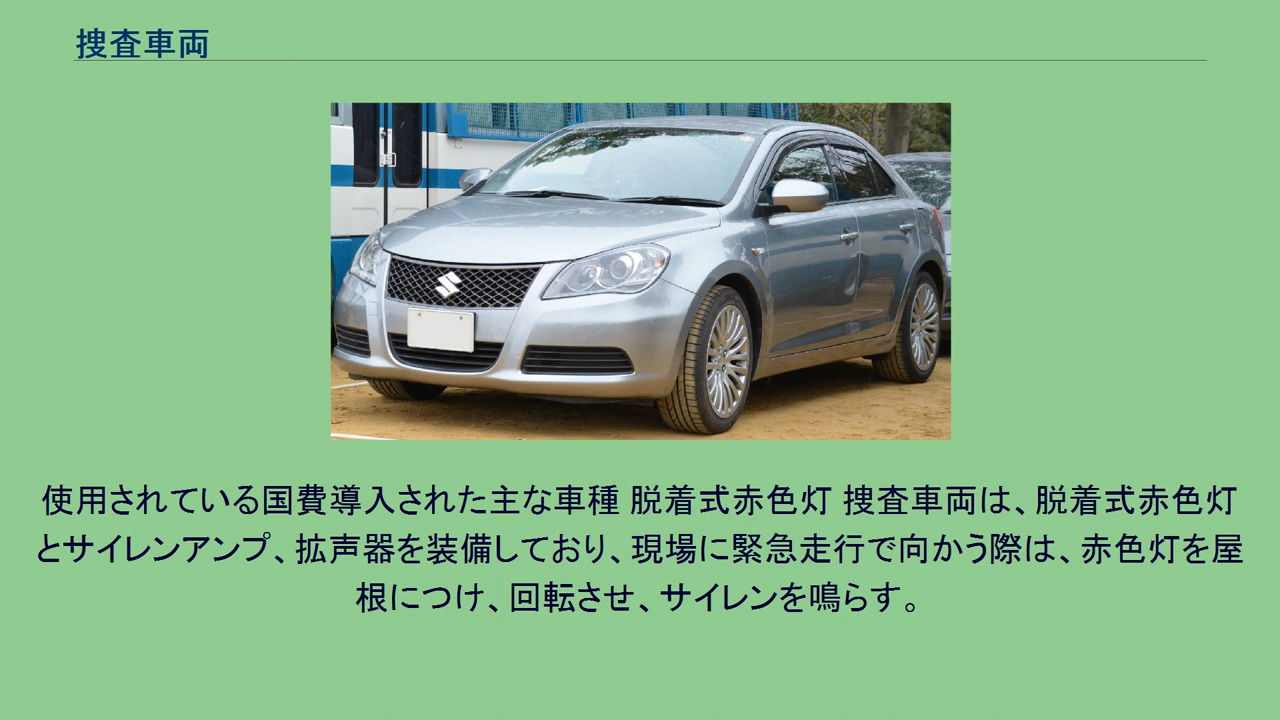 捜査車両
使用されている国費導入された主な車種 脱着式赤色灯 捜査車両は、脱着式赤色灯
とサイレンアンプ、拡声器を装備しており、現場に緊急走行で向かう際は、赤色灯を屋
根につけ、回転させ、サイレンを鳴らす。